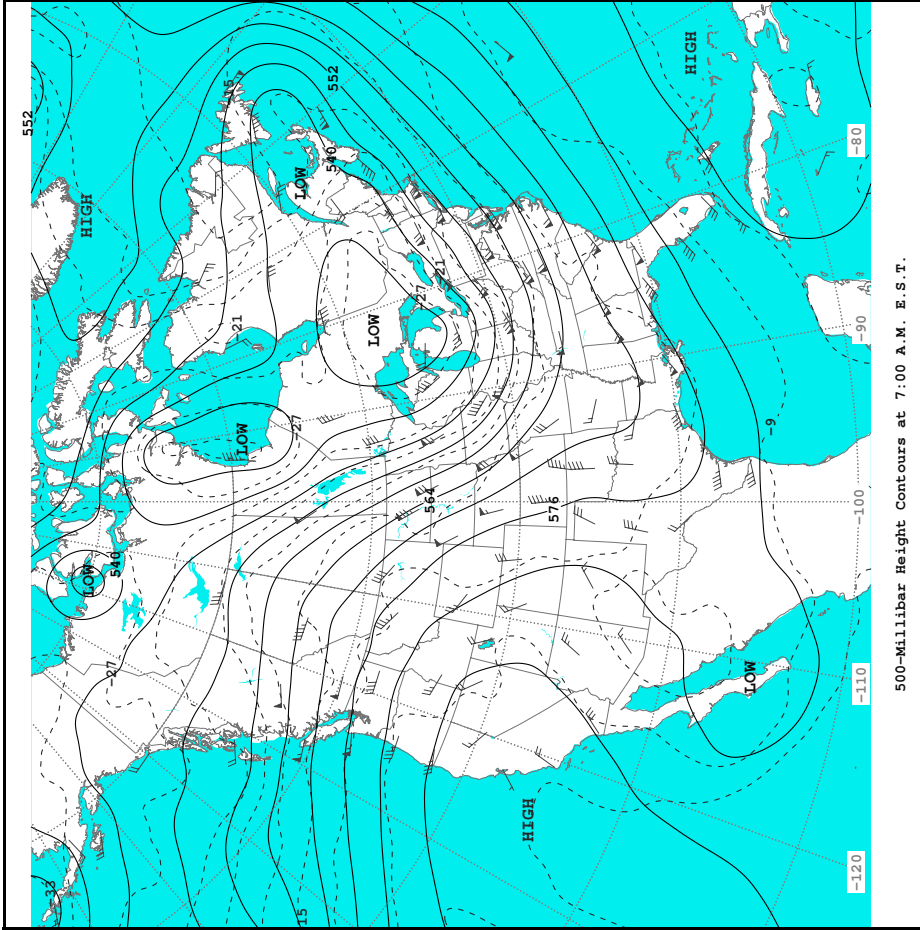 552
-33
HIGH
LOW
540
-27
-15
-21
LOW
-27
15
LOW
540
552
LOW
-27
564
21
HIGH
576
HIGH
LOW
-9
-120
-110
-100
-90
-80
500-Millibar Height Contours at 7:00 A.M. E.S.T.